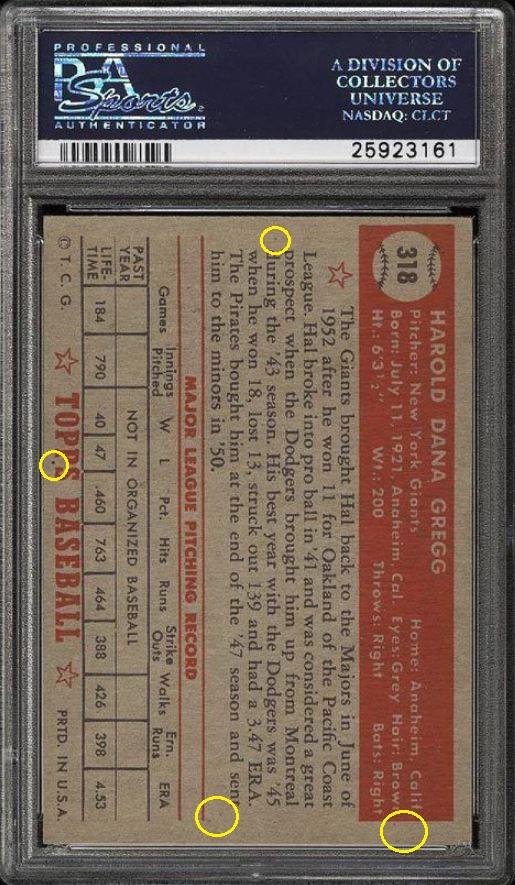 PROFESSIONAL
PSA
Sports
AUTHENTICATOR
A DIVISION OF
COLLECTORS
UNIVERSE
NASDAQ: CLCT
25923161
318
HAROLD DANA GREGG
Pitcher: New York Giants Home: Anaheim, Calif
Born: July 11, 1921, Anaheim, Cal Eyes: Grey Hair: Brown
Ht.: 6'3½" Wt.: 200 Throws: Right Bats: Right
The Giants brought Hal back to the Majors in June of
1952 after he won 11 for Oakland of the Pacific Coast
League. Hal broke into pro ball in '41 and was considered a great
prospect when the Dodgers brought him up from Montreal
during the '43 season. His best year with the Dodgers was '45
when he won 18, lost 13, struck out 139 and had a 3.47 ERA.
The Pirates bought him at the end of the '47 season and sent
him to the minors in '50.
MAJOR LEAGUE PITCHING RECORD
Games Innings Pitched W L Pct. Hits Runs Strike Outs Walks Ern. Runs ERA
PAST YEAR NOT IN ORGANIZED BASEBALL
LIFE-TIME 184 790 40 47 .460 763 464 388 426 398 4.53
© T. C. G. TOPPS BASEBALL PRTD. IN U.S.A.